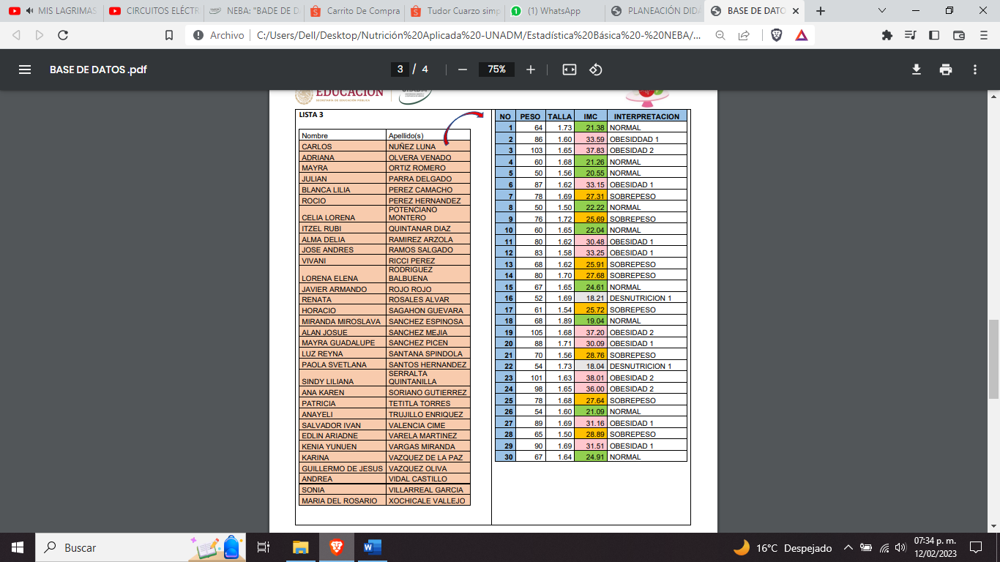 MIS LAGRIMAS
CIRCUITOS ELÉCTR
NEBA: "BADE DE D
Carrito De Compra
Tudor Cuarzo simp
(1) WhatsApp
PLANEACIÓN DIDA
BASE DE DATO
Archivo C:/Users/Dell/Desktop/Nutrición%20Aplicada%20-UNADM/Estadística%20Básica%20-%20NEBA/...
BASE DE DATOS .pdf
3 / 4
75%
EDUCACIÓN
LISTA 3
Nombre Apellido(s)
CARLOS NUÑEZ LUNA
ADRIANA OLVERA VENADO
MAYRA ORTIZ ROMERO
JULIAN PARRA DELGADO
BLANCA LILIA PEREZ CAMACHO
ROCIO PEREZ HERNANDEZ
CELIA LORENA POTENCIANO
MONTERO
ITZEL RUBI QUINTANAR DIAZ
ALMA DELIA RAMIREZ ARZOLA
JOSE ANDRES RAMOS SALGADO
VIVANI RICCI PEREZ
LORENA ELENA RODRIGUEZ
BALBUENA
JAVIER ARMANDO ROJO ROJO
RENATA ROSALES ALVAR
HORACIO SAGAHON GUEVARA
MIRANDA MIROSLAVA SANCHEZ ESPINOSA
ALAN JOSUE SANCHEZ MEJIA
MAYRA GUADALUPE SANCHEZ PICEN
LUZ REYNA SANTANA SPINDOLA
PAOLA SVETLANA SANTOS HERNANDEZ
SINDY LILIANA SERRALTA
QUINTANILLA
ANA KAREN SORIANO GUTIERREZ
PATRICIA TETITLA TORRES
ANAYELI TRUJILLO ENRIQUEZ
SALVADOR IVAN VALENCIA CIME
EDLIN ARIADNE VARELA MARTINEZ
KENIA YUNUEN VARGAS MIRANDA
KARINA VAZQUEZ DE LA PAZ
GUILLERMO DE JESUS VAZQUEZ OLIVA
ANDREA VIDAL CASTILLO
SONIA VILLARREAL GARCIA
MARIA DEL ROSARIO XOCHICALE VALLEJO
NO PESO TALLA IMC INTERPRETACION
1 64 1.73 21.38 NORMAL
2 86 1.60 33.59 OBESIDDAD 1
3 103 1.65 37.83 OBESIDAD 2
4 60 1.68 21.26 NORMAL
5 50 1.56 20.55 NORMAL
6 87 1.62 33.15 OBESIDAD 1
7 78 1.69 27.31 SOBREPESO
8 50 1.50 22.22 NORMAL
9 76 1.72 25.69 SOBREPESO
10 60 1.65 22.04 NORMAL
11 80 1.62 30.48 OBESIDAD 1
12 83 1.58 33.25 OBESIDAD 1
13 68 1.62 25.91 SOBREPESO
14 80 1.70 27.68 SOBREPESO
15 67 1.65 24.61 NORMAL
16 52 1.69 18.21 DESNUTRICION 1
17 61 1.54 25.72 SOBREPESO
18 68 1.89 19.04 NORMAL
19 105 1.68 37.20 OBESIDAD 2
20 88 1.71 30.09 OBESIDAD 1
21 70 1.56 28.76 SOBREPESO
22 54 1.73 18.04 DESNUTRICION 1
23 101 1.63 38.01 OBESIDAD 2
24 98 1.65 36.00 OBESIDAD 2
25 78 1.68 27.64 SOBREPESO
26 54 1.60 21.09 NORMAL
27 89 1.69 31.16 OBESIDAD 1
28 65 1.50 28.89 SOBREPESO
29 90 1.69 31.51 OBESIDAD 1
30 67 1.64 24.91 NORMAL
Buscar
16°C Despejado
07:34 p. m.
12/02/2023